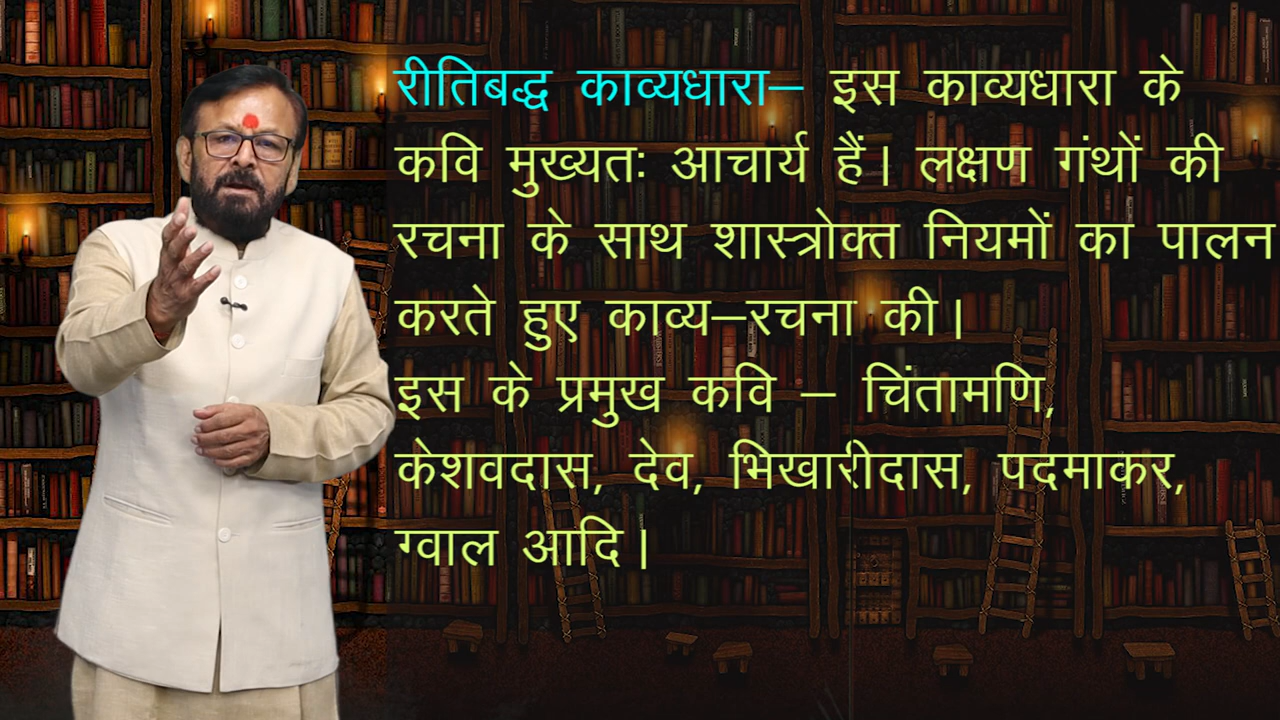 रीतिबद्ध काव्यधारा– इस काव्यधारा के
कवि मुख्यतः आचार्य हैं। लक्षण गंथों की
रचना के साथ शास्त्रोक्त नियमों का पालन
करते हुए काव्य–रचना की।
इस के प्रमुख कवि – चिंतामणि,
केशवदास, देव, भिखारीदास, पदमाकर,
ग्वाल आदि।